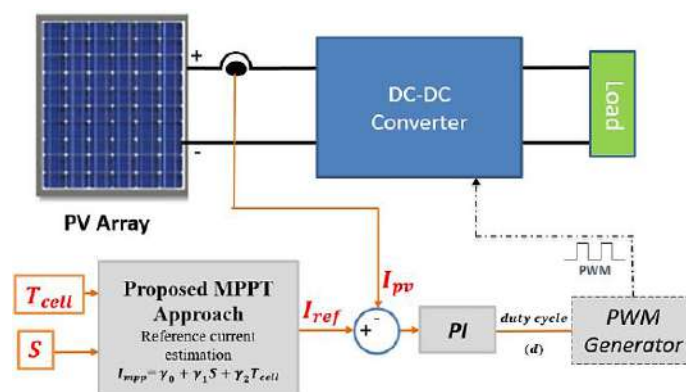 +
-
PV Array
DC-DC
Converter
Load
PWM
T_cell
S
Proposed MPPT
Approach
Reference current
estimation
I_mpp = γ_0 + γ_1 S + γ_2 T_cell
I_ref
I_pv
+
-
PI
duty cycle
(d)
PWM
Generator